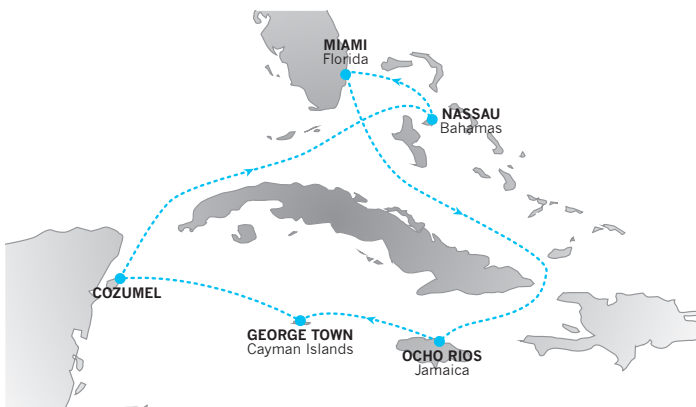 MIAMI
Florida
NASSAU
Bahamas
COZUMEL
GEORGE TOWN
Cayman Islands
OCHO RIOS
Jamaica